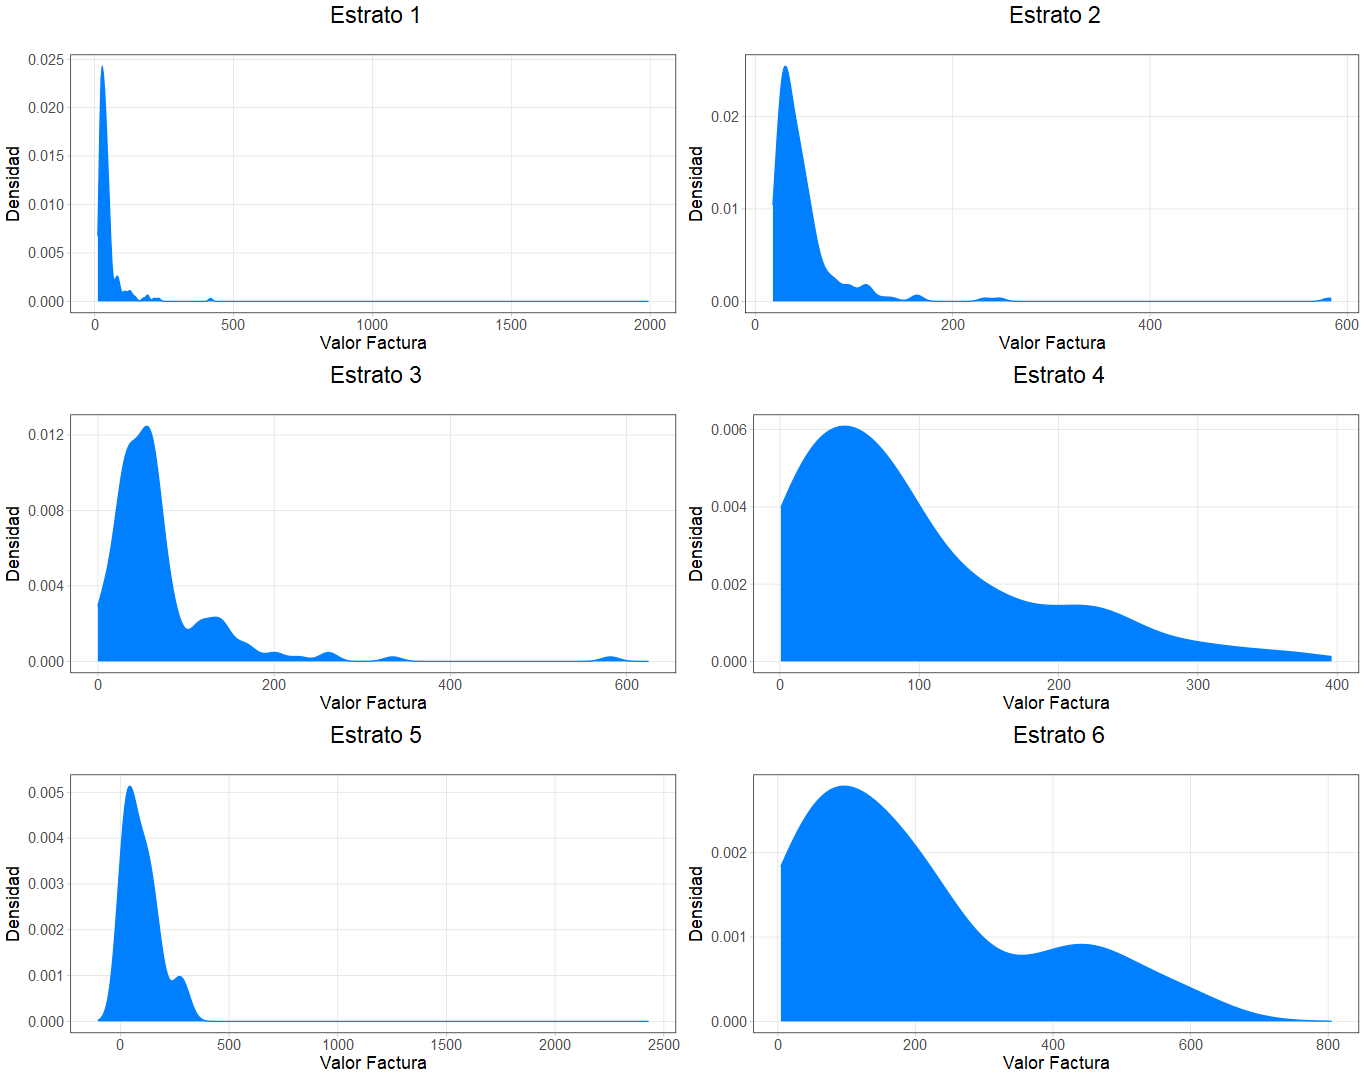 Estrato 1
Densidad
0.025
0.020
0.015
0.010
0.005
0.000
0 500 1000 1500 2000
Valor Factura
Estrato 2
Densidad
0.02
0.01
0.00
0 200 400 600
Valor Factura
Estrato 3
Densidad
0.012
0.008
0.004
0.000
0 200 400 600
Valor Factura
Estrato 4
Densidad
0.006
0.004
0.002
0.000
0 100 200 300 400
Valor Factura
Estrato 5
Densidad
0.005
0.004
0.003
0.002
0.001
0.000
0 500 1000 1500 2000 2500
Valor Factura
Estrato 6
Densidad
0.002
0.001
0.000
0 200 400 600 800
Valor Factura